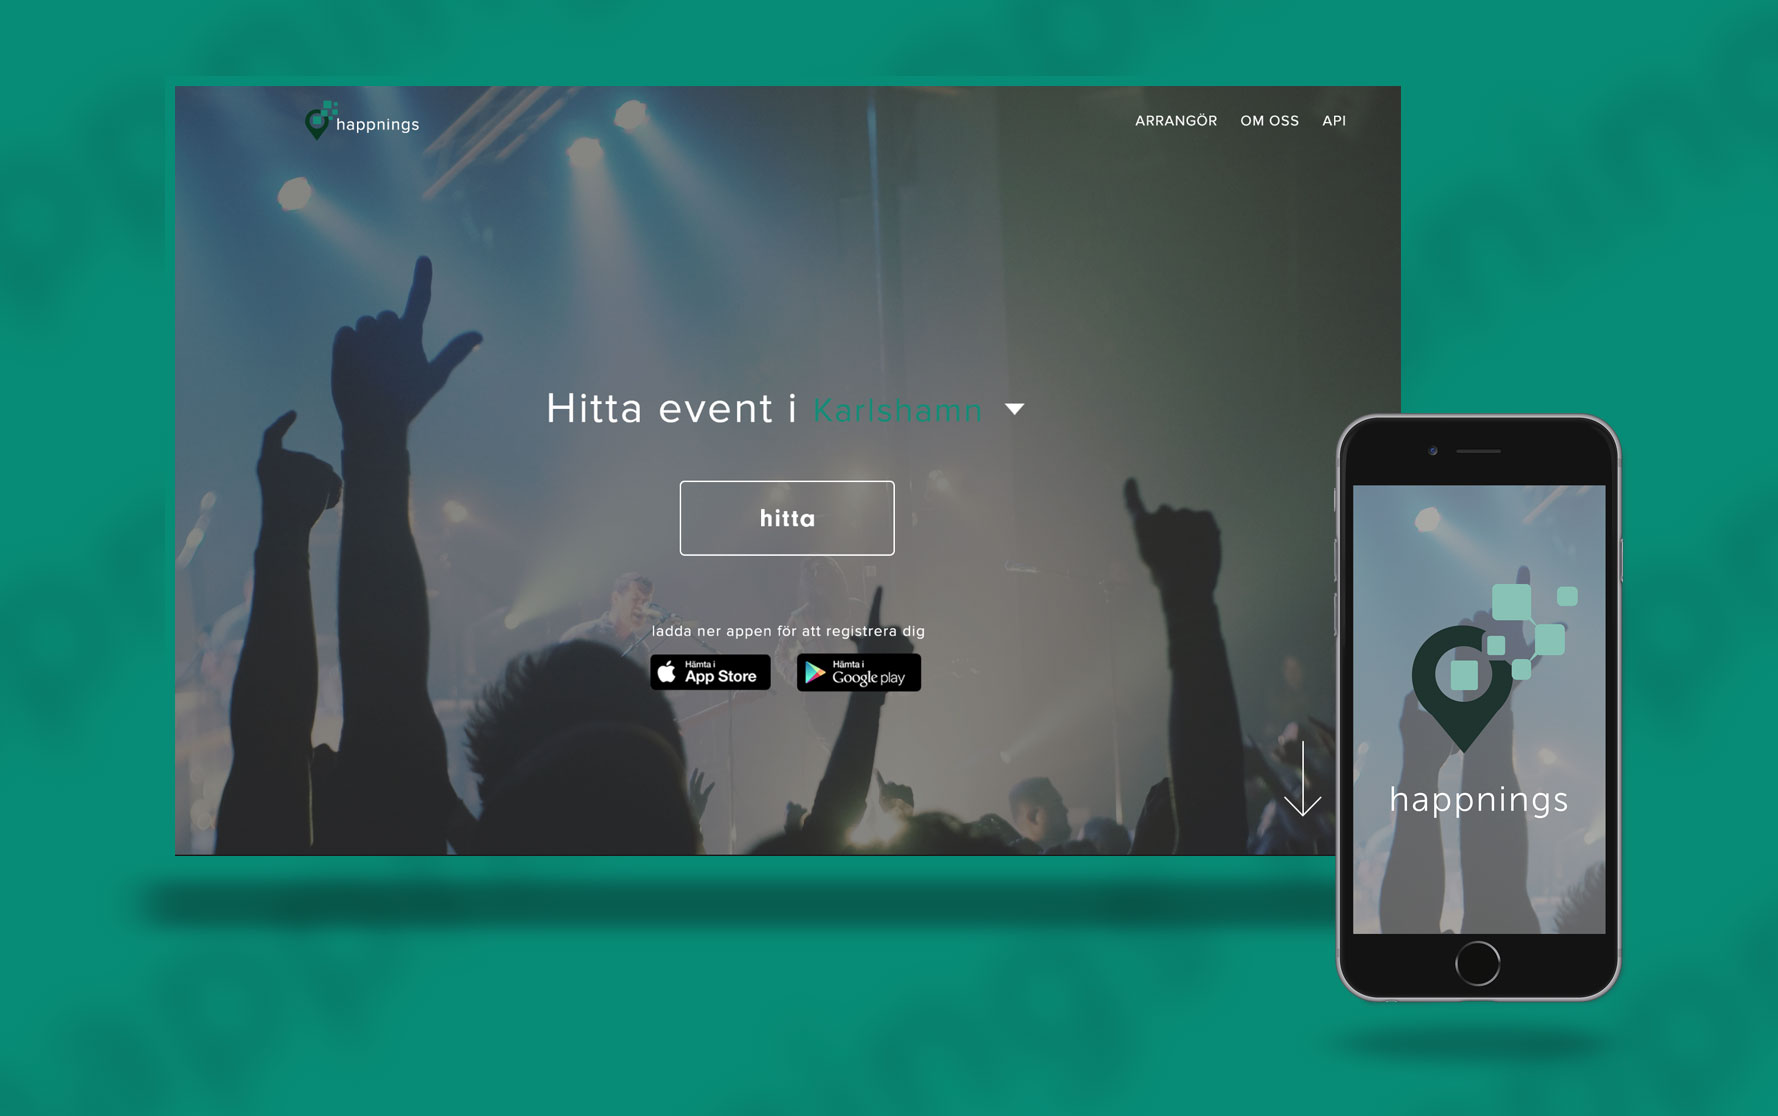 happnings
ARRANGÖR OM OSS API
Hitta event i Karlshamn
hitta
ladda ner appen för att registrera dig
Hämta i
App Store
Hämta i
Google play
happnings